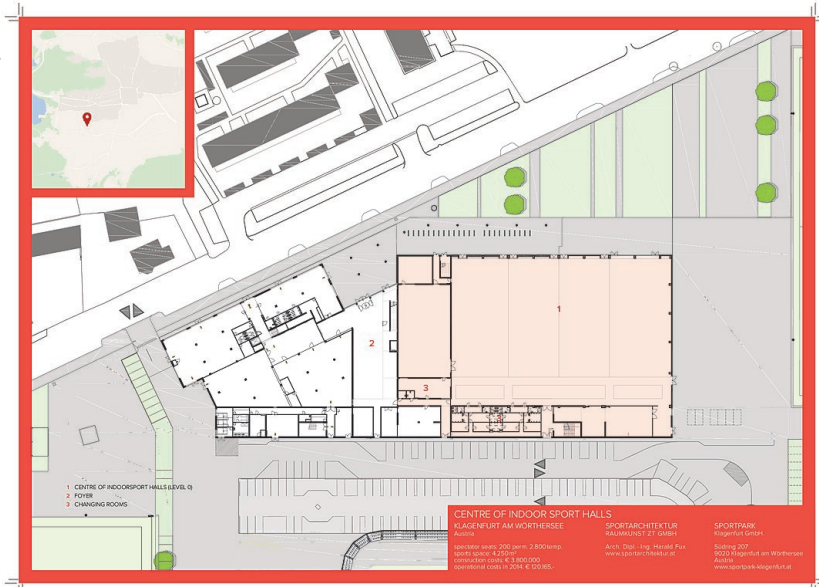 1
2
3
3
1 CENTRE OF INDOORSPORT HALLS (LEVEL 0)
2 FOYER
3 CHANGING ROOMS
CENTRE OF INDOOR SPORT HALLS
KLAGENFURT AM WÖRTHERSEE
Austria
spectator seats: 200 perm. 2.800 temp.
sports space: 4.250m²
construction costs: € 3.800.000
operational costs in 2014: € 120.165,-
SPORTARCHITEKTUR
RAUMKUNST ZT GMBH
Arch. Dipl.-Ing. Harald Fux
www.sportarchitektur.at
SPORTPARK
Klagenfurt GmbH
Südring 207
9020 Klagenfurt am Wörthersee
Austria
www.sportpark-klagenfurt.at